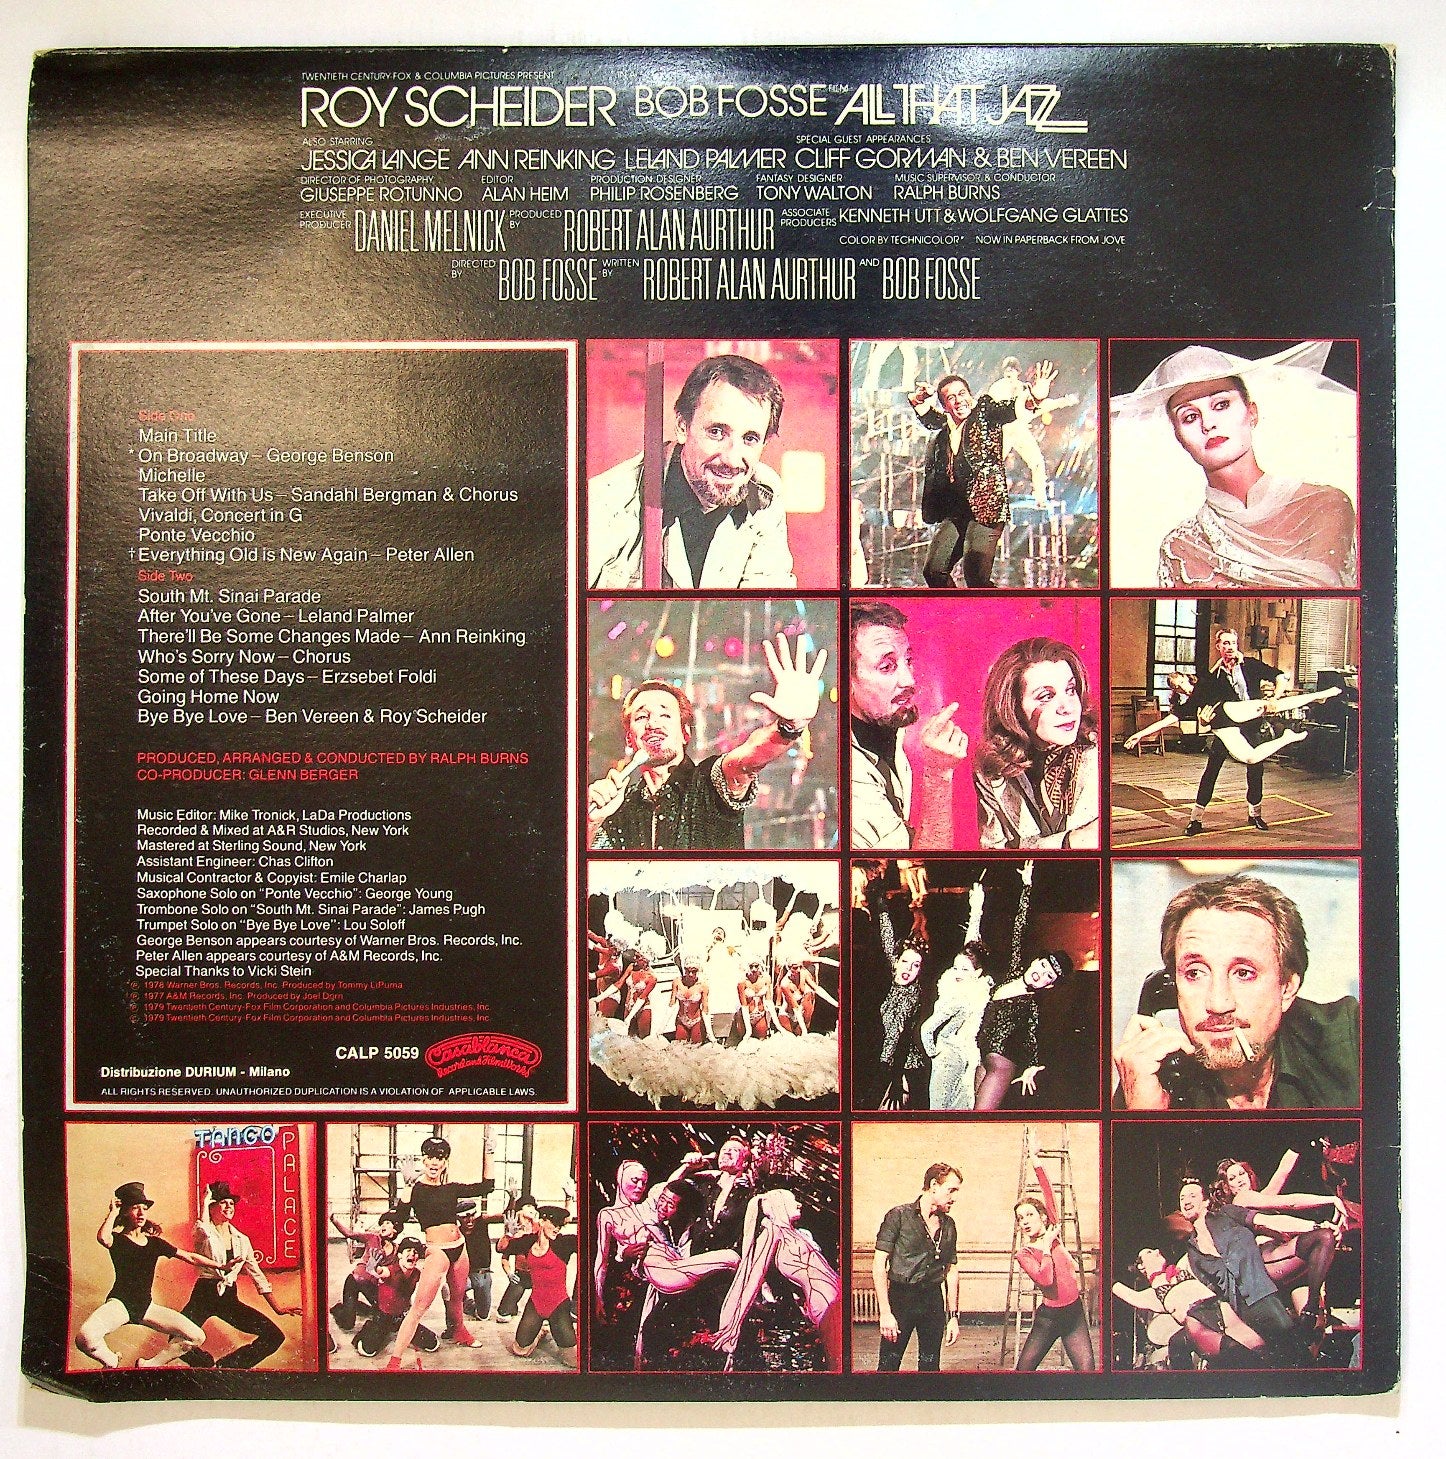 TWENTIETH CENTURY-FOX & COLUMBIA PICTURES PRESENT
ROY SCHEIDER BOB FOSSE FILM ALL THAT JAZZ
ALSO STARRING SPECIAL GUEST APPEARANCES
JESSICA LANGE ANN REINKING LELAND PALMER CLIFF GORMAN & BEN VEREEN
DIRECTOR OF PHOTOGRAPHY EDITOR PRODUCTION DESIGNER FANTASY DESIGNER MUSIC SUPERVISOR & CONDUCTOR
GIUSEPPE ROTUNNO ALAN HEIM PHILIP ROSENBERG TONY WALTON RALPH BURNS
EXECUTIVE PRODUCER DANIEL MELNICK PRODUCED BY ROBERT ALAN AURTHUR ASSOCIATE PRODUCERS KENNETH UTT & WOLFGANG GLATTES
COLOR BY TECHNICOLOR® NOW IN PAPERBACK FROM JOVE
DIRECTED BY BOB FOSSE WRITTEN BY ROBERT ALAN AURTHUR AND BOB FOSSE
Side One
Main Title
* On Broadway – George Benson
Michelle
Take Off With Us – Sandahl Bergman & Chorus
Vivaldi, Concert in G
Ponte Vecchio
† Everything Old is New Again – Peter Allen
Side Two
South Mt. Sinai Parade
After You've Gone – Leland Palmer
There'll Be Some Changes Made – Ann Reinking
Who's Sorry Now – Chorus
Some of These Days – Erzsebet Foldi
Going Home Now
Bye Bye Love – Ben Vereen & Roy Scheider
PRODUCED, ARRANGED & CONDUCTED BY RALPH BURNS
CO-PRODUCER: GLENN BERGER
Music Editor: Mike Tronick, LaDa Productions
Recorded & Mixed at A&R Studios, New York
Mastered at Sterling Sound, New York
Assistant Engineer: Chas Clifton
Musical Contractor & Copyist: Emile Charlap
Saxophone Solo on "Ponte Vecchio": George Young
Trombone Solo on "South Mt. Sinai Parade": James Pugh
Trumpet Solo on "Bye Bye Love": Lou Soloff
George Benson appears courtesy of Warner Bros. Records, Inc.
Peter Allen appears courtesy of A&M Records, Inc.
Special Thanks to Vicki Stein
* ℗ 1978 Warner Bros. Records, Inc. Produced by Tommy LiPuma
† ℗ 1977 A&M Records, Inc. Produced by Joel Dorn
℗ 1979 Twentieth Century-Fox Film Corporation and Columbia Pictures Industries, Inc.
© 1979 Twentieth Century-Fox Film Corporation and Columbia Pictures Industries, Inc.
CALP 5059 Casablanca
Record and FilmWorks
Distribuzione DURIUM - Milano
ALL RIGHTS RESERVED. UNAUTHORIZED DUPLICATION IS A VIOLATION OF APPLICABLE LAWS.
TANGO
PALACE